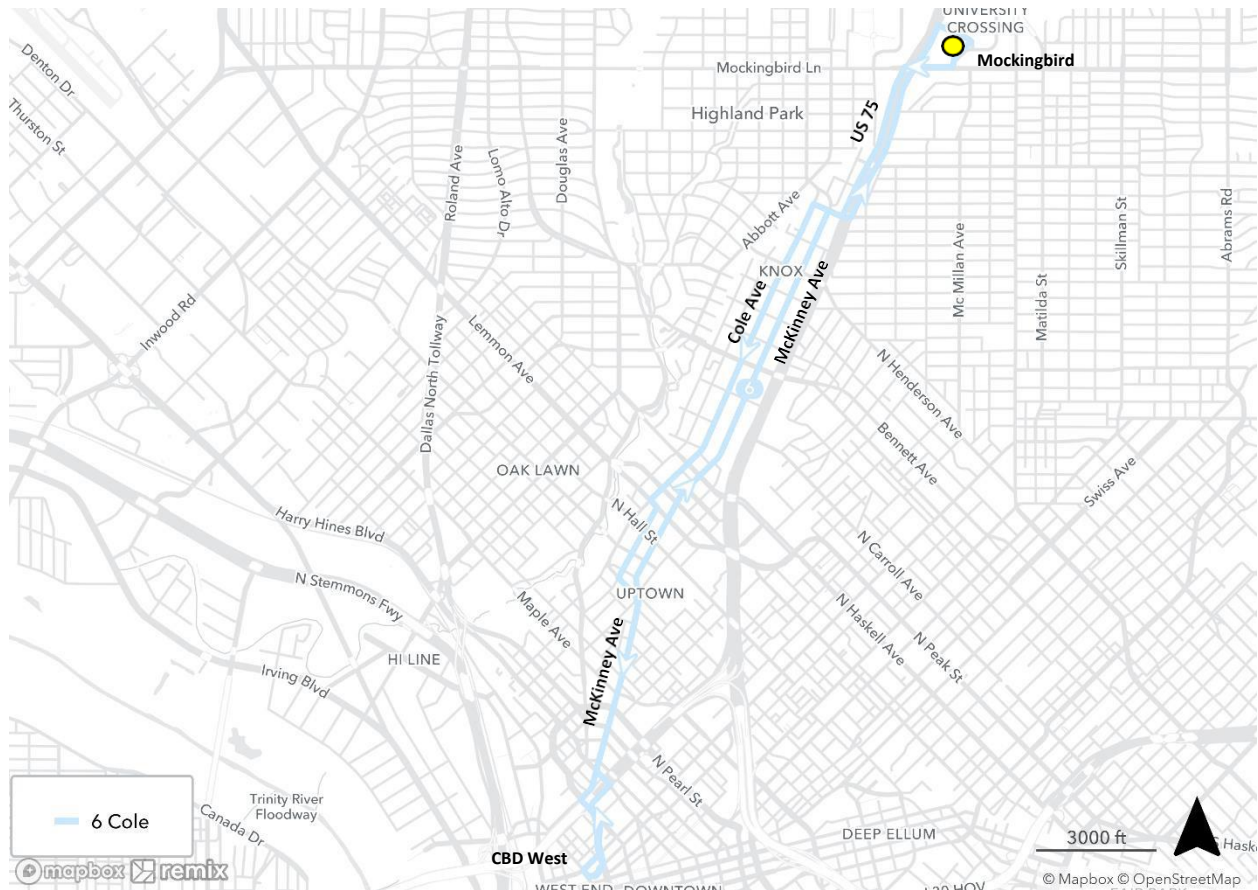 UNIVERSITY
CROSSING
Mockingbird
Mockingbird Ln
Denton Dr
Thurston St
Highland Park
US 75
Roland Ave
Lomo Alto Dr
Douglas Ave
Abbott Ave
Skillman St
Abrams Rd
Mc Millan Ave
Matilda St
KNOX
Cole Ave
McKinney Ave
Inwood Rd
Lemmon Ave
Dallas North Tollway
N Henderson Ave
Bennett Ave
OAK LAWN
Swiss Ave
Harry Hines Blvd
N Hall St
N Carroll Ave
N Stemmons Fwy
UPTOWN
Maple Ave
N Haskell Ave
N Peak St
McKinney Ave
HI LINE
Irving Blvd
N Pearl St
6 Cole
Trinity River
Floodway
Canada Dr
DEEP ELLUM
3000 ft
CBD West
mapbox remix
WEST END
DOWNTOWN
© Mapbox © OpenStreetMap